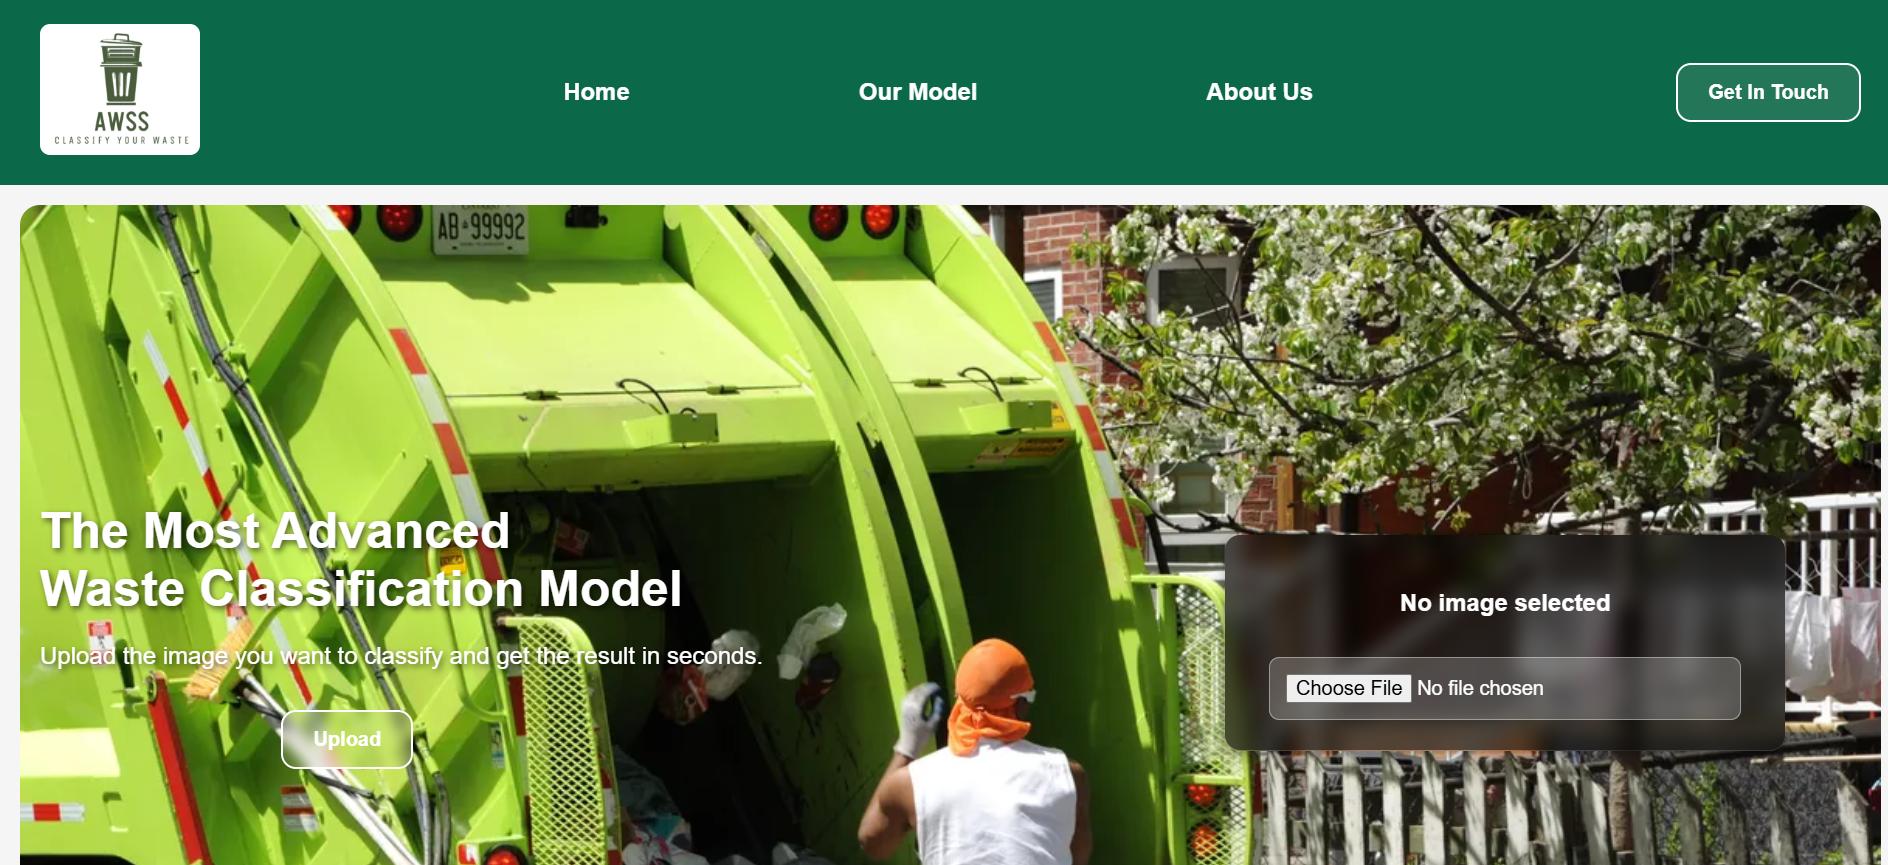 AWSS
CLASSIFY YOUR WASTE
Home
Our Model
About Us
Get In Touch
AB 99992
The Most Advanced
Waste Classification Model
Upload the image you want to classify and get the result in seconds.
Upload
No image selected
Choose File No file chosen